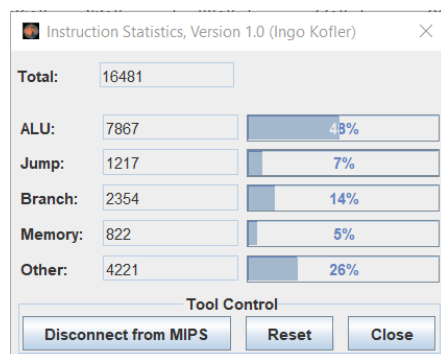 Instruction Statistics, Version 1.0 (Ingo Kofler)
Total: 16481
ALU: 7867 48%
Jump: 1217 7%
Branch: 2354 14%
Memory: 822 5%
Other: 4221 26%
Tool Control
Disconnect from MIPS Reset Close